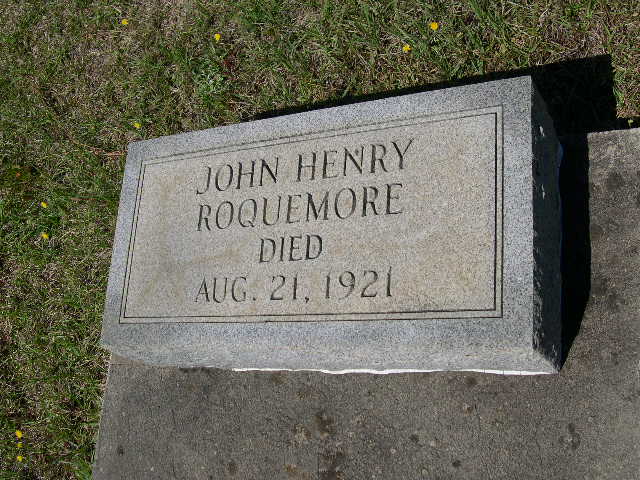 JOHN HENRY
ROQUEMORE
DIED
AUG. 21, 1921